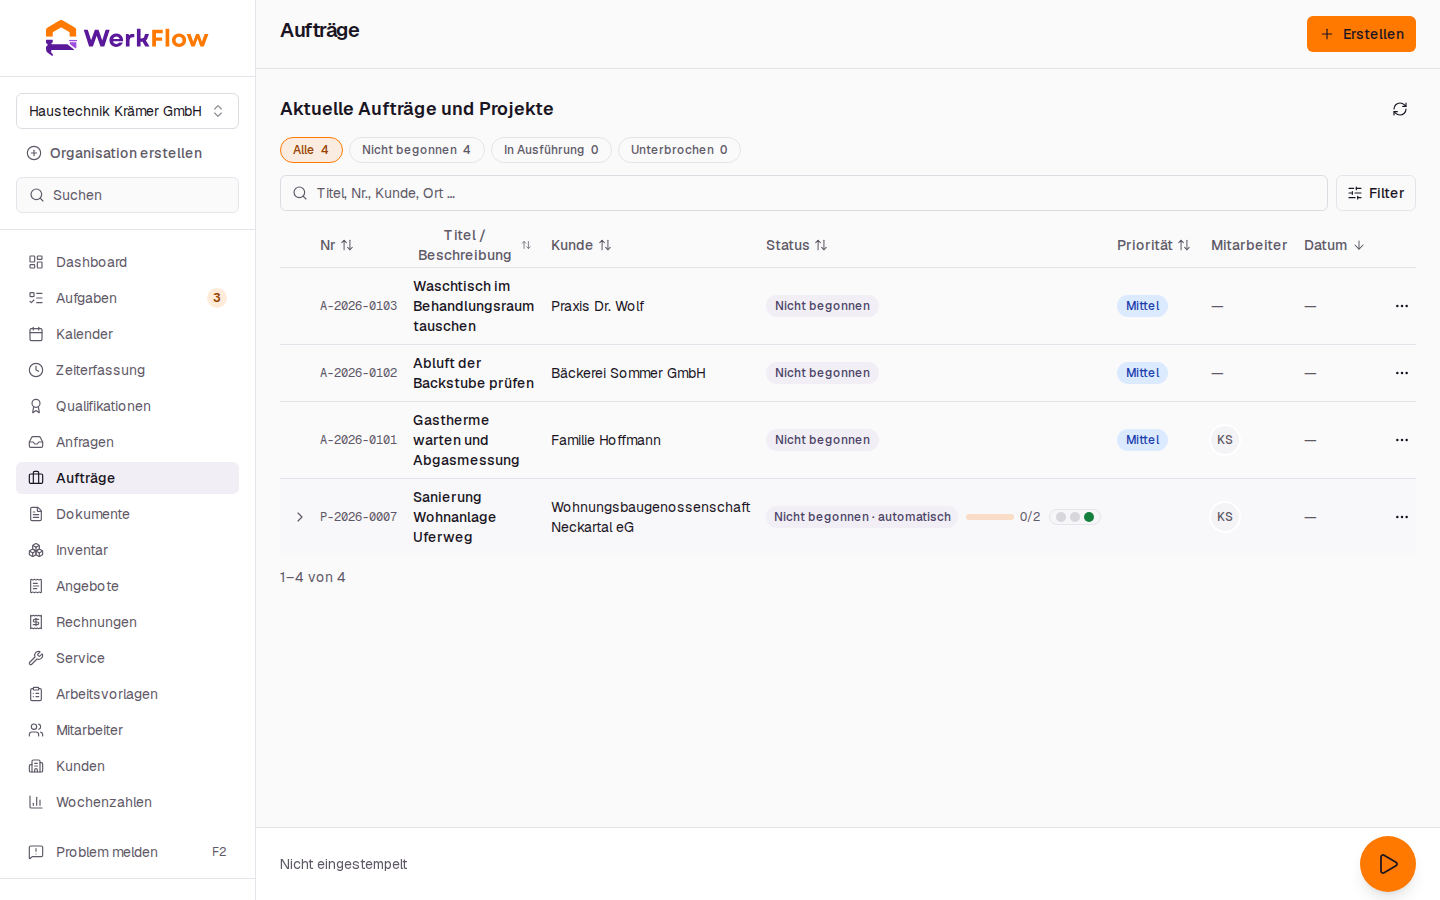 WerkFlow
Haustechnik Krämer GmbH
Organisation erstellen
Suchen
Dashboard
Aufgaben 3
Kalender
Zeiterfassung
Qualifikationen
Anfragen
Aufträge
Dokumente
Inventar
Angebote
Rechnungen
Service
Arbeitsvorlagen
Mitarbeiter
Kunden
Wochenzahlen
Problem melden F2
Aufträge
Erstellen
Aktuelle Aufträge und Projekte
Alle 4 Nicht begonnen 4 In Ausführung 0 Unterbrochen 0
Titel, Nr., Kunde, Ort ...
Filter
Nr Titel / Beschreibung Kunde Status Priorität Mitarbeiter Datum
A-2026-0103 Waschtisch im Behandlungsraum tauschen Praxis Dr. Wolf Nicht begonnen Mittel — —
A-2026-0102 Abluft der Backstube prüfen Bäckerei Sommer GmbH Nicht begonnen Mittel — —
A-2026-0101 Gastherme warten und Abgasmessung Familie Hoffmann Nicht begonnen Mittel KS —
P-2026-0007 Sanierung Wohnanlage Uferweg Wohnungsbaugenossenschaft Neckartal eG Nicht begonnen · automatisch 0/2 KS —
1–4 von 4
Nicht eingestempelt